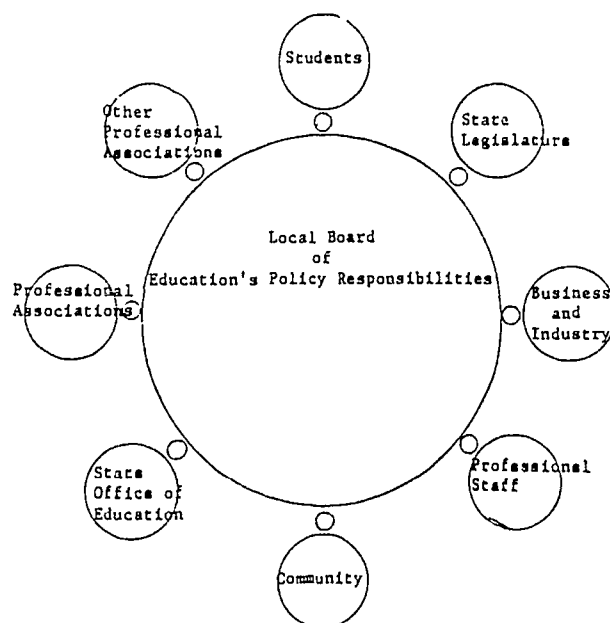 Students
Other
Professional
Associations
State
Legislature
Local Board
of
Education's Policy Responsibilities
Professional
Associations
Business
and
Industry
State
Office of
Education
Professional
Staff
Community